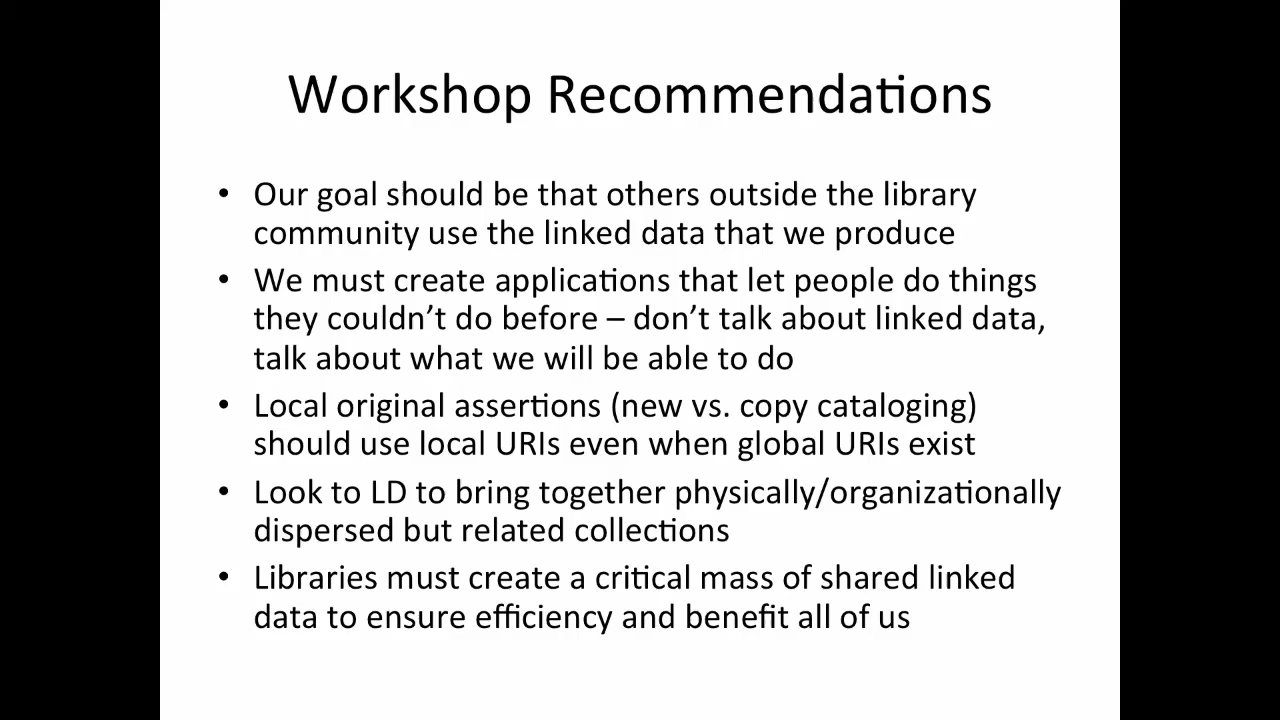 Workshop Recommendations
• Our goal should be that others outside the library
community use the linked data that we produce
• We must create applications that let people do things
they couldn’t do before – don’t talk about linked data,
talk about what we will be able to do
• Local original assertions (new vs. copy cataloging)
should use local URIs even when global URIs exist
• Look to LD to bring together physically/organizationally
dispersed but related collections
• Libraries must create a critical mass of shared linked
data to ensure efficiency and benefit all of us